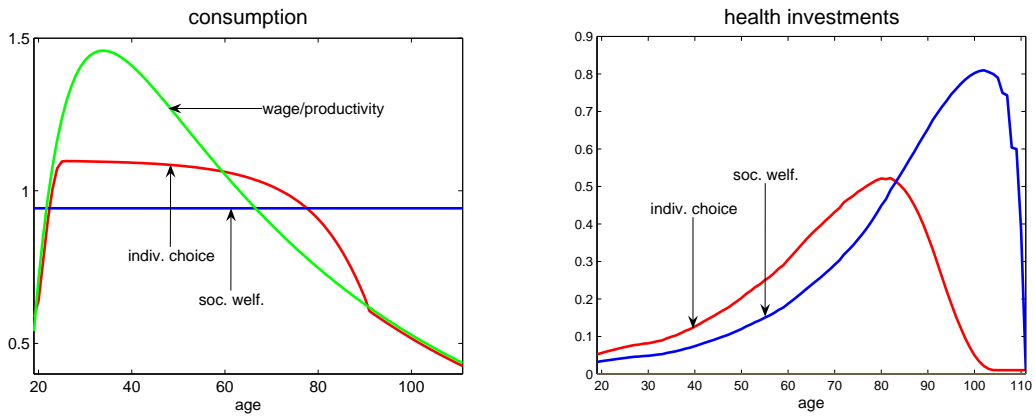 consumption
1.5
1
0.5
wage/productivity
indiv. choice
soc. welf.
20 40 60 80 100
age
health investments
0.9
0.8
0.7
0.6
0.5
0.4
0.3
0.2
0.1
0
soc. welf.
indiv. choice
20 30 40 50 60 70 80 90 100 110
age